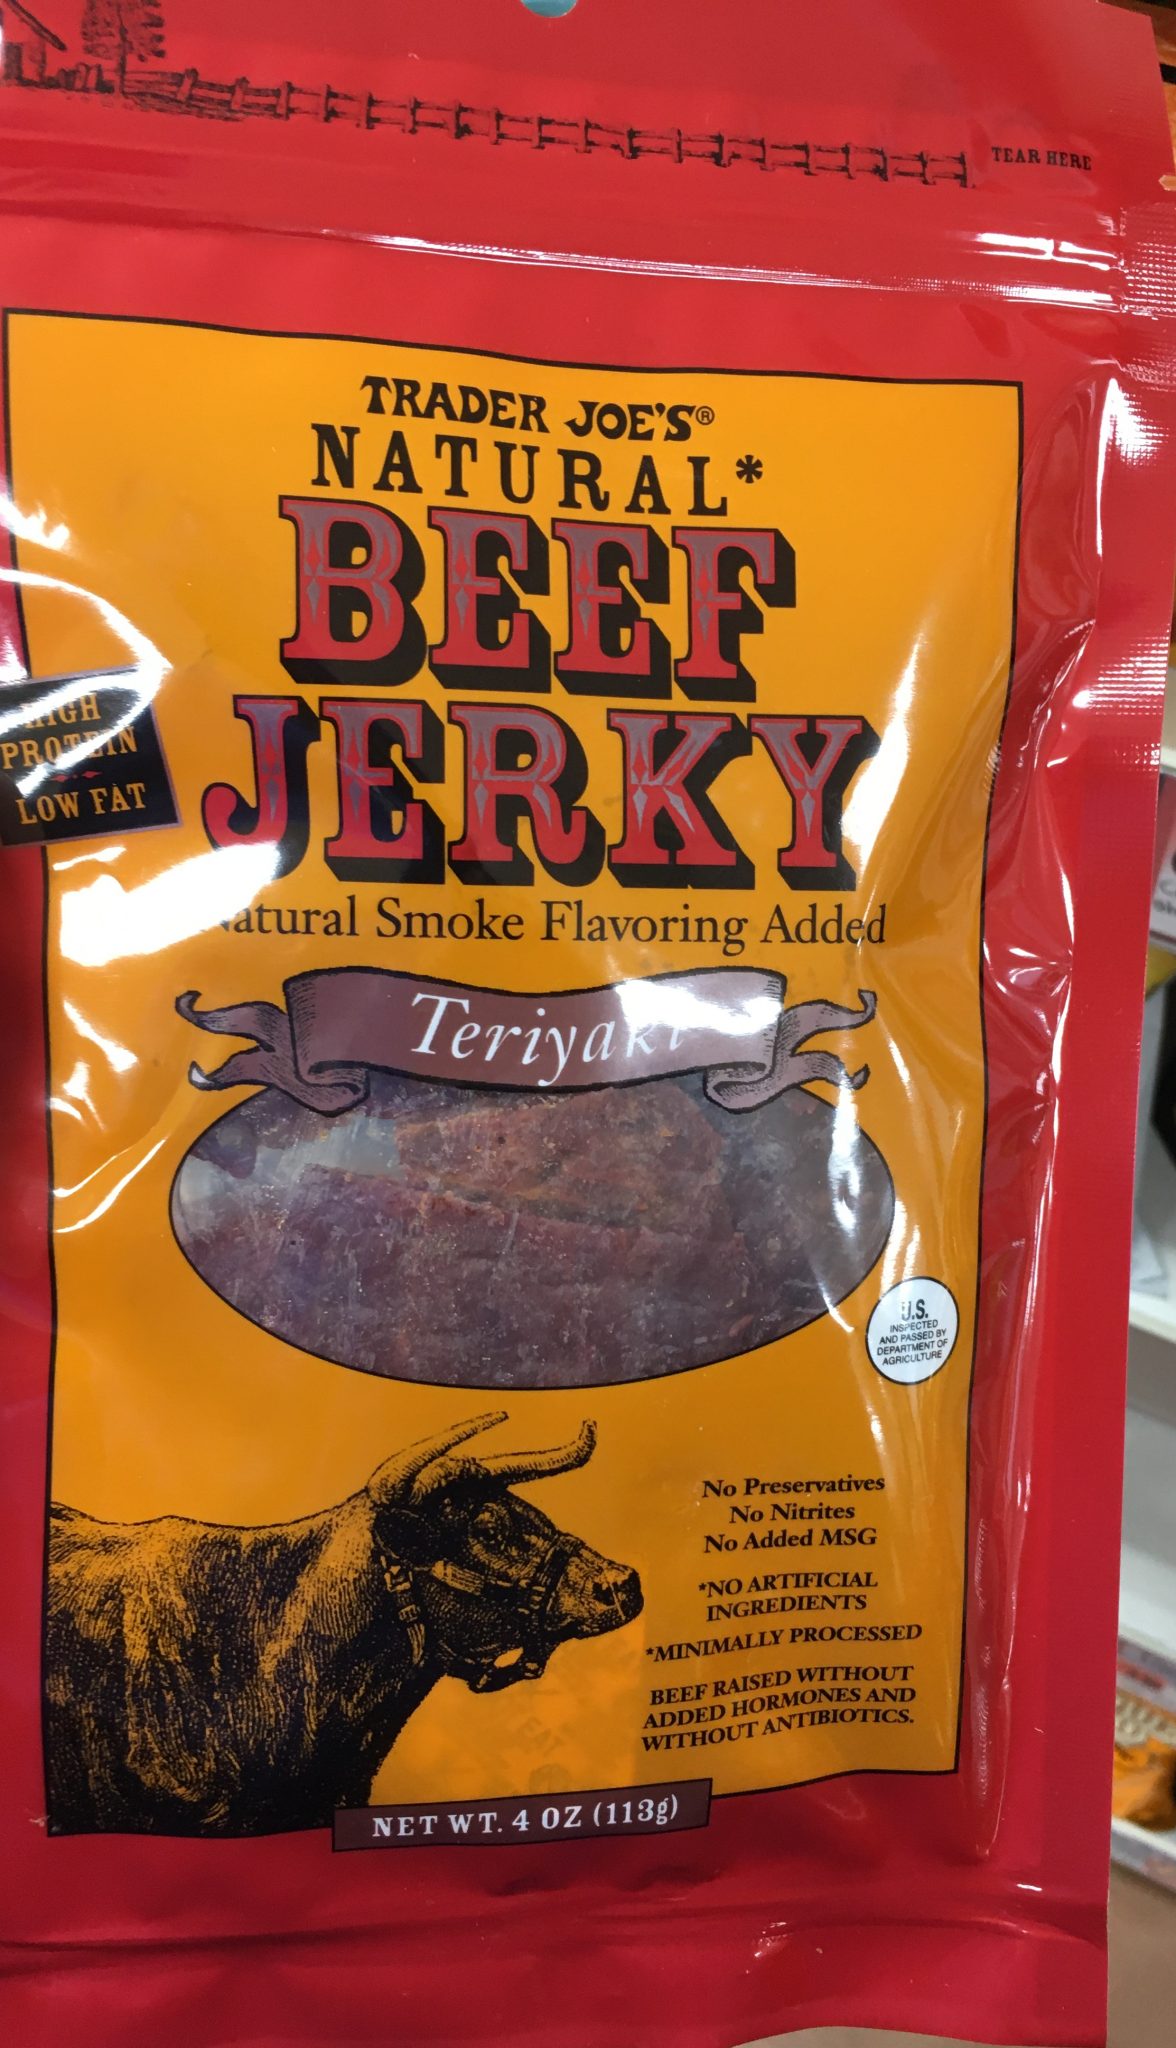 TEAR HERE
TRADER JOE'S®
NATURAL*
BEEF
JERKY
HIGH
PROTEIN
LOW FAT
Natural Smoke Flavoring Added
Teriyaki
U.S.
INSPECTED
AND PASSED BY
DEPARTMENT OF
AGRICULTURE
No Preservatives
No Nitrites
No Added MSG
*NO ARTIFICIAL
INGREDIENTS
*MINIMALLY PROCESSED
BEEF RAISED WITHOUT
ADDED HORMONES AND
WITHOUT ANTIBIOTICS.
NET WT. 4 OZ (113g)